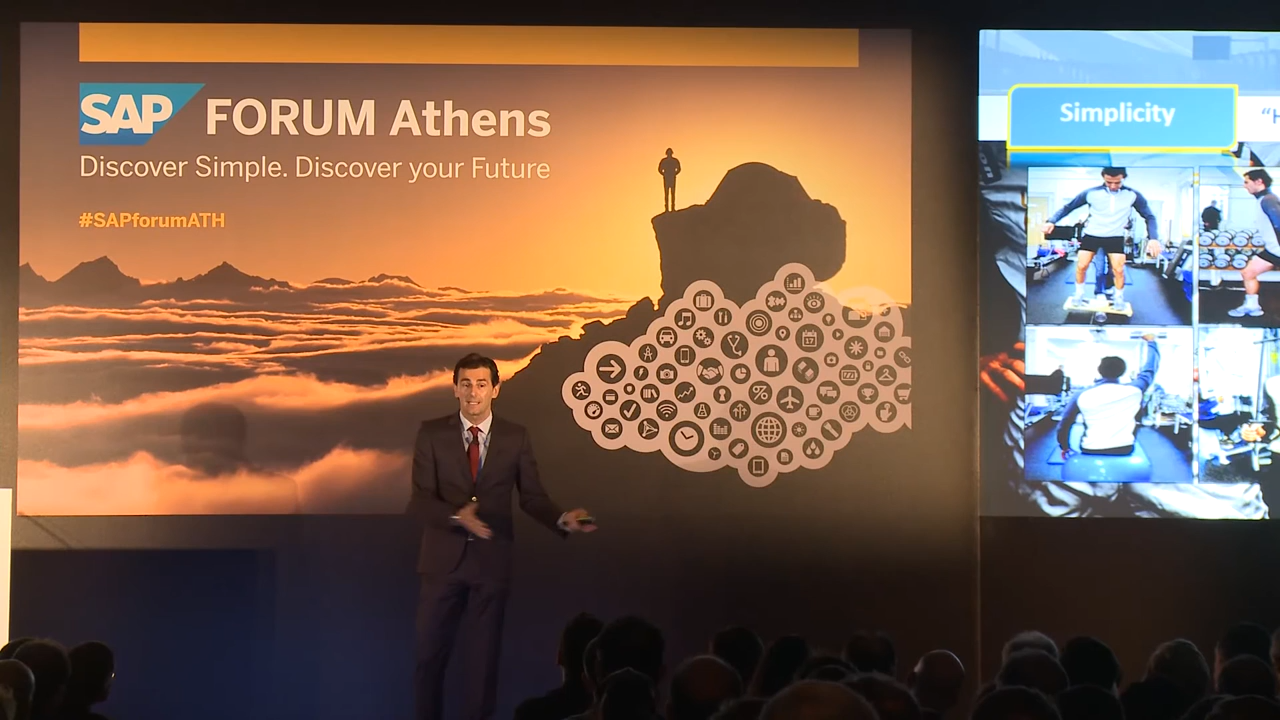 SAP FORUM Athens
Discover Simple. Discover your Future
#SAPforumATH
Simplicity